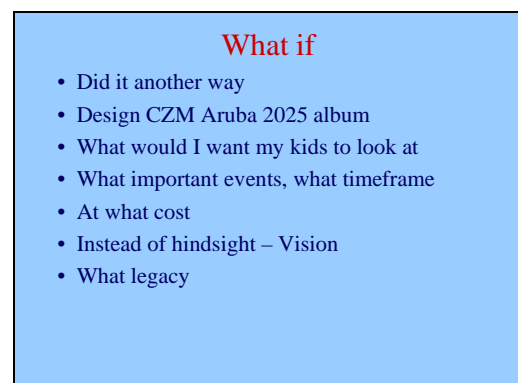 What if
• Did it another way
• Design CZM Aruba 2025 album
• What would I want my kids to look at
• What important events, what timeframe
• At what cost
• Instead of hindsight – Vision
• What legacy